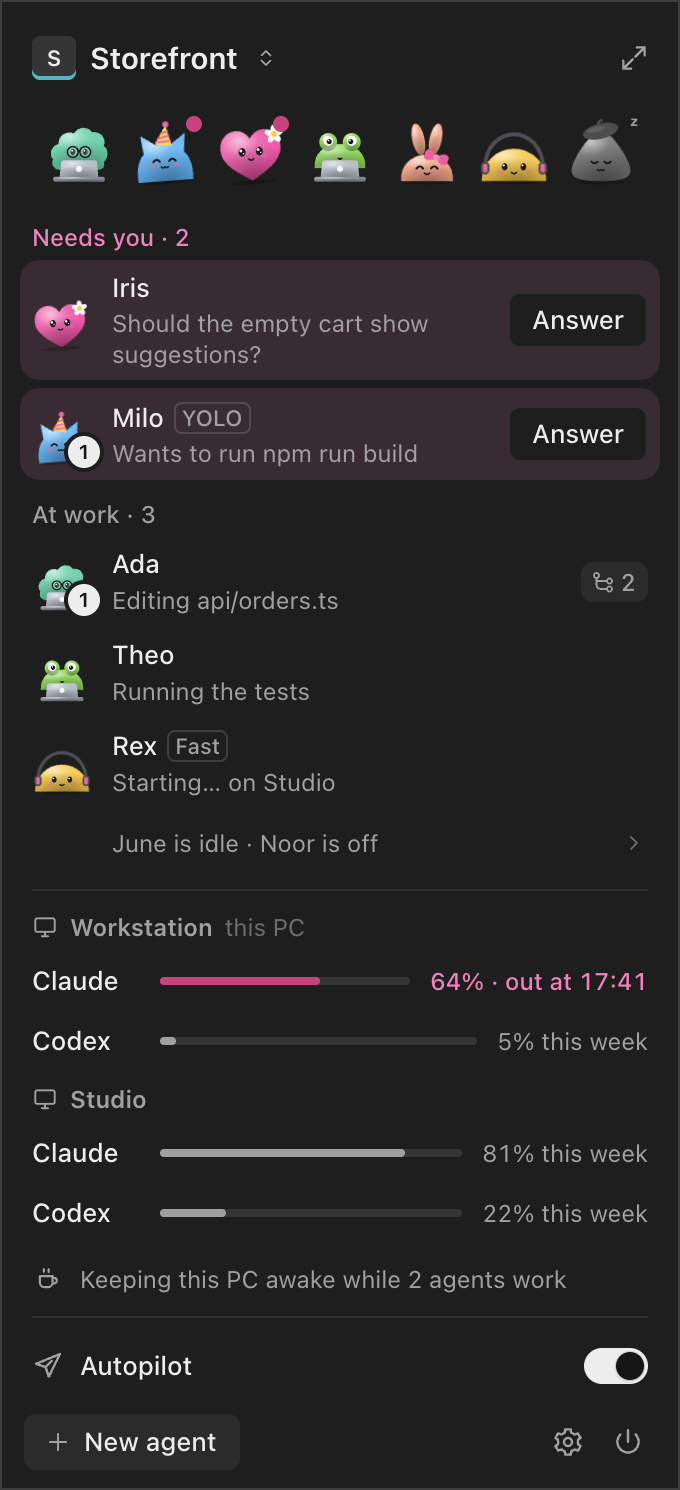 S Storefront
z
Needs you · 2
Iris
Should the empty cart show
suggestions?
Answer
Milo YOLO
Wants to run npm run build
1
Answer
At work · 3
Ada
Editing api/orders.ts
1
2
Theo
Running the tests
Rex Fast
Starting... on Studio
June is idle · Noor is off
Workstation this PC
Claude 64% · out at 17:41
Codex 5% this week
Studio
Claude 81% this week
Codex 22% this week
Keeping this PC awake while 2 agents work
Autopilot
New agent